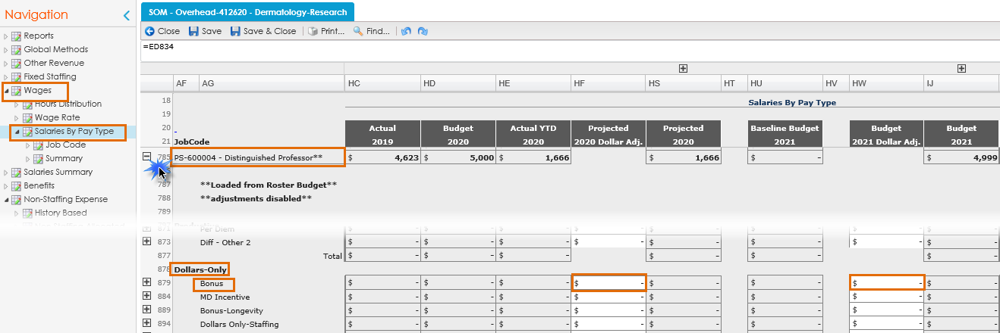 Navigation
Reports
Global Methods
Other Revenue
Fixed Staffing
Wages
Hours Distribution
Wage Rate
Salaries By Pay Type
Job Code
Summary
Salaries Summary
Benefits
Non-Staffing Expense
History Based
SOM - Overhead-412620 - Dermatology-Research
Close Save Save & Close Print... Find...
=ED834
AF AG HC HD HE HF HS HT HU HV HW IJ
18 Salaries By Pay Type
19
20 - Actual Budget Actual YTD Projected Projected Baseline Budget Budget Budget
21 JobCode 2019 2020 2020 2020 Dollar Adj. 2020 2021 2021 Dollar Adj. 2021
785 PS-600004 - Distinguished Professor** $ 4,623 $ 5,000 $ 1,666 $ 1,666 $ - $ 4,999
787 **Loaded from Roster Budget**
788 **adjustments disabled**
789
Per Diem $ - $ - $ - $ - $ - $ - $ - $ -
873 Diff - Other 2 $ - $ - $ - $ - $ - $ - $ - $ -
877 Total $ - $ - $ - $ - $ - $ -
878 Dollars-Only
879 Bonus $ - $ - $ - $ - $ - $ - $ - $ -
884 MD Incentive $ - $ - $ - $ - $ - $ - $ - $ -
889 Bonus-Longevity $ - $ - $ - $ - $ - $ - $ - $ -
894 Dollars Only-Staffing $ - $ - $ - $ - $ - $ - $ - $ -